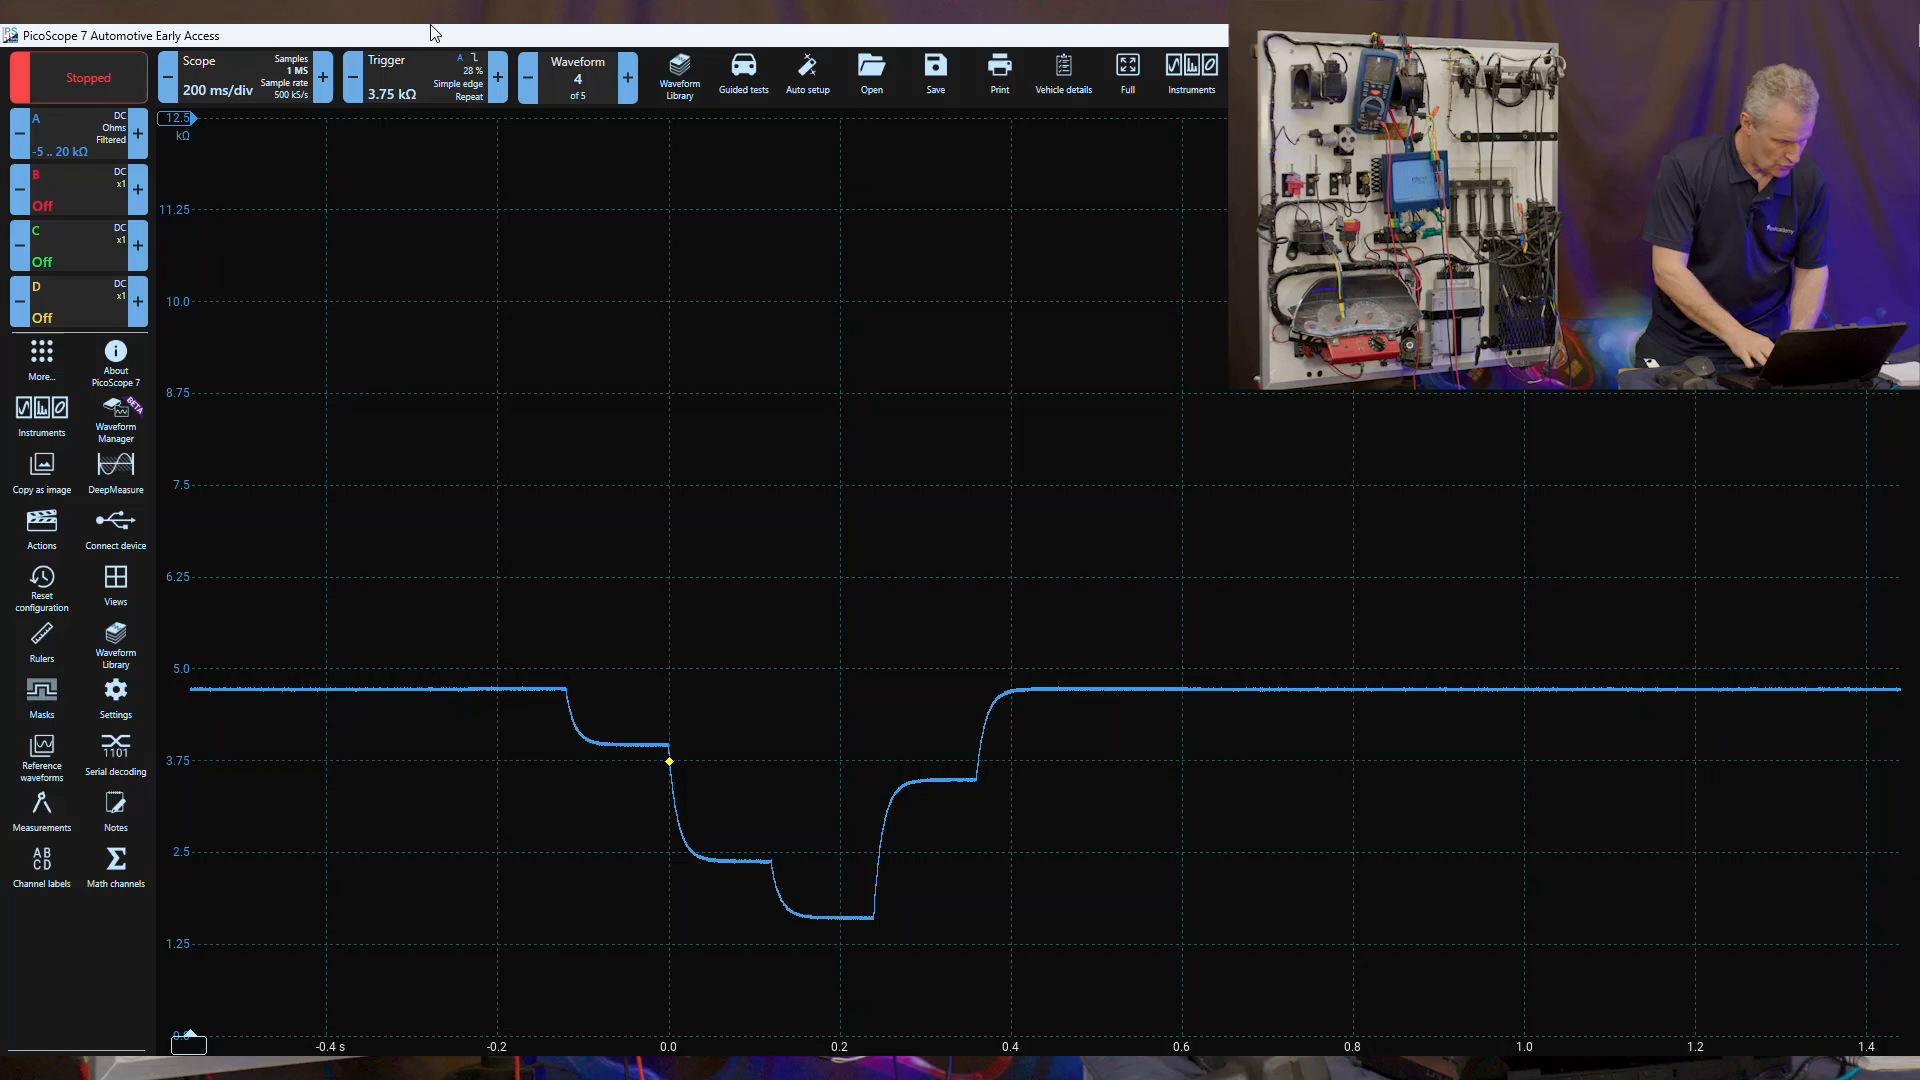 PicoScope 7 Automotive Early Access
Stopped
Scope
200 ms/div
Samples
1 MS
Sample rate
500 kS/s
Trigger
3.75 kΩ
A
28 %
Simple edge
Repeat
Waveform
4
of 5
Waveform
Library
Guided tests
Auto setup
Open
Save
Print
Vehicle details
Full
Instruments
A
DC
Ohms
Filtered
-5 .. 20 kΩ
B
DC
x1
Off
C
DC
x1
Off
D
DC
x1
Off
More...
About
PicoScope 7
Instruments
BETA
Waveform
Manager
Copy as image
DeepMeasure
Actions
Connect device
Reset
configuration
Views
Rulers
Waveform
Library
Masks
Settings
Reference
waveforms
1101
Serial decoding
Measurements
Notes
AB
CD
Channel labels
Math channels
12.5
kΩ
11.25
10.0
8.75
7.5
6.25
5.0
3.75
2.5
1.25
0.0
-0.4 s
-0.2
0.0
0.2
0.4
0.6
0.8
1.0
1.2
1.4